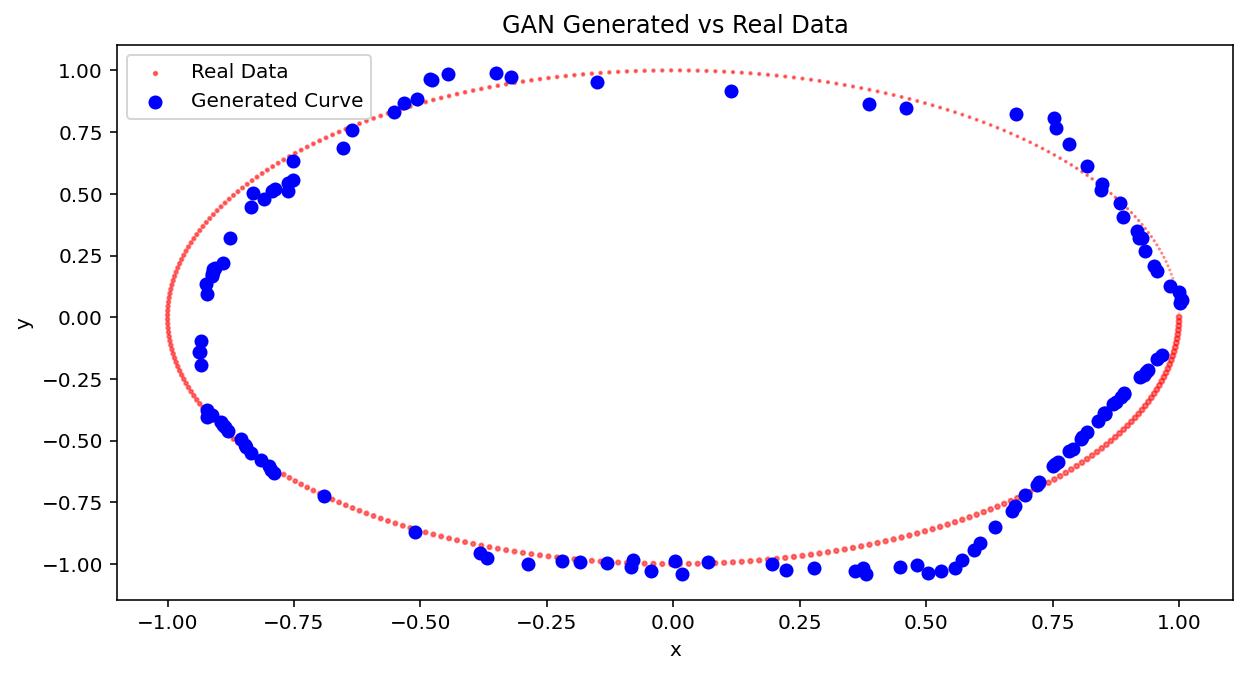 GAN Generated vs Real Data
Real Data
Generated Curve
1.00
0.75
0.50
0.25
0.00
−0.25
−0.50
−0.75
−1.00
y
−1.00 −0.75 −0.50 −0.25 0.00 0.25 0.50 0.75 1.00
x